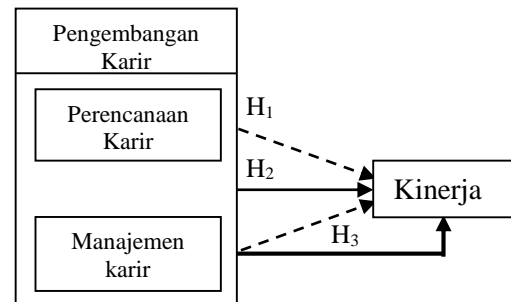 Pengembangan
Karir
Perencanaan
Karir
H₁
H₂
Kinerja
Manajemen
karir
H₃